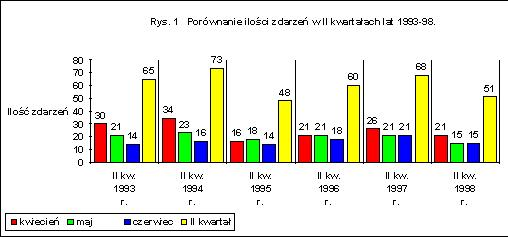 Rys. 1 Porównanie ilości zdarzeń w II kwartałach lat 1993-98.
80
70
60
50
40
30
20
10
0
Ilość zdarzeń
30 21 14 65
34 23 16 73
16 18 14 48
21 21 18 60
26 21 21 68
21 15 15 51
II kw. II kw. II kw. II kw. II kw. II kw.
1993 1994 1995 1996 1997 1998
r. r. r. r. r. r.
kwiecień maj czerwiec II kwartał